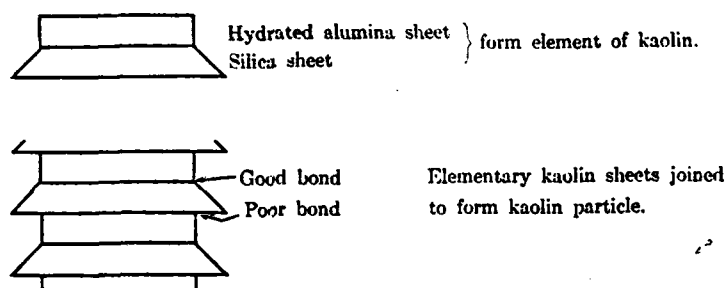 Hydrated alumina sheet
Silica sheet
form element of kaolin.
Good bond
Poor bond
Elementary kaolin sheets joined
to form kaolin particle.